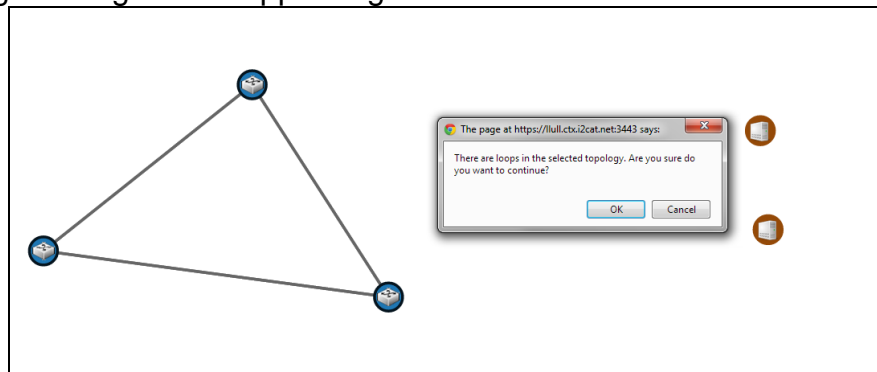 The page at https://llull.ctx.i2cat.net:3443 says:
There are loops in the selected topology. Are you sure do
you want to continue?
OK Cancel